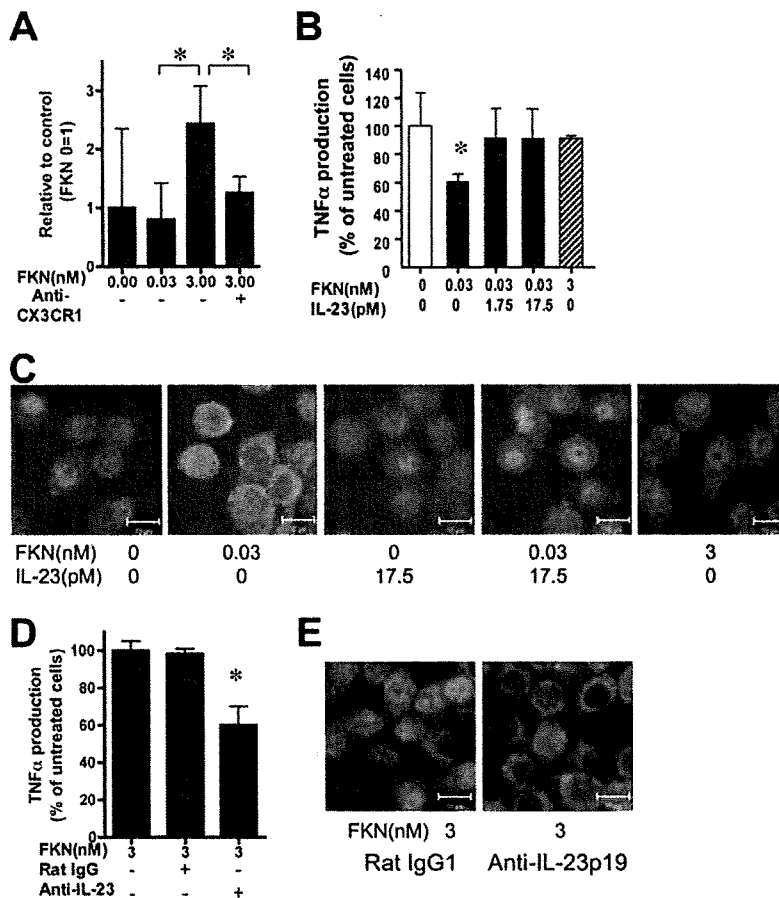 A
* *
Relative to control
(FKN 0=1)
3
2
1
0
FKN(nM) 0.00 0.03 3.00 3.00
Anti-
CX3CR1 - - - +
B
TNFα production
(% of untreated cells)
140
120
100
80
60
40
20
0
*
FKN(nM) 0 0.03 0.03 0.03 3
IL-23(pM) 0 0 1.75 17.5 0
C
FKN(nM) 0 0.03 0 0.03 3
IL-23(pM) 0 0 17.5 17.5 0
D
TNFα production
(% of untreated cells)
100
80
60
40
20
0
*
FKN(nM) 3 3 3
Rat IgG - + -
Anti-IL-23 - - +
E
FKN(nM) 3 3
Rat IgG1 Anti-IL-23p19